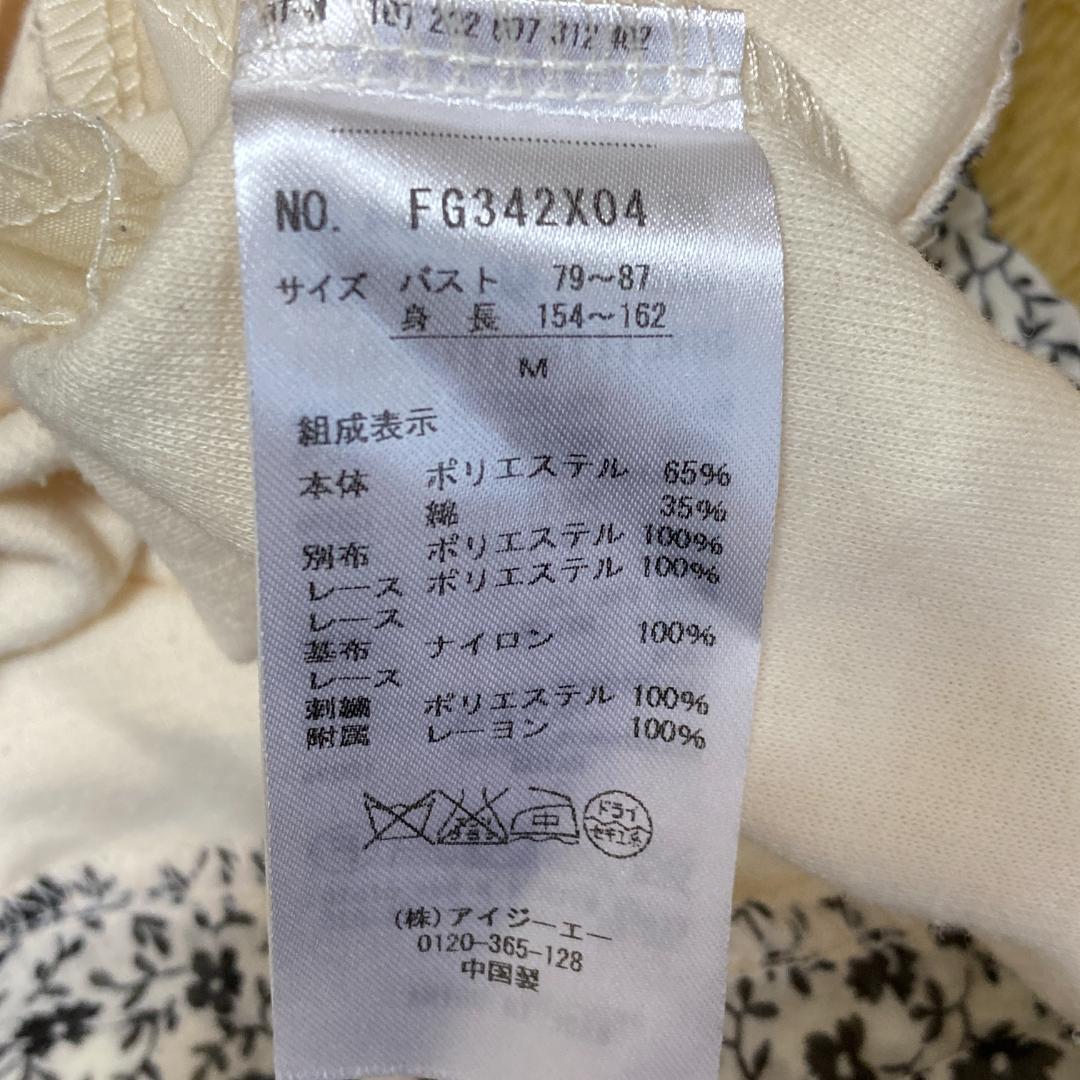 NO. FG342X04
サイズ バスト 79～87
身 長 154～162
M
組成表示
本体 ポリエステル 65%
綿 35%
別布 ポリエステル 100%
レース ポリエステル 100%
レース
基布 ナイロン 100%
レース
刺繍 ポリエステル 100%
附属 レーヨン 100%
中
ドライ
セキユ系
(株)アイジーエー
0120-365-128
中国製